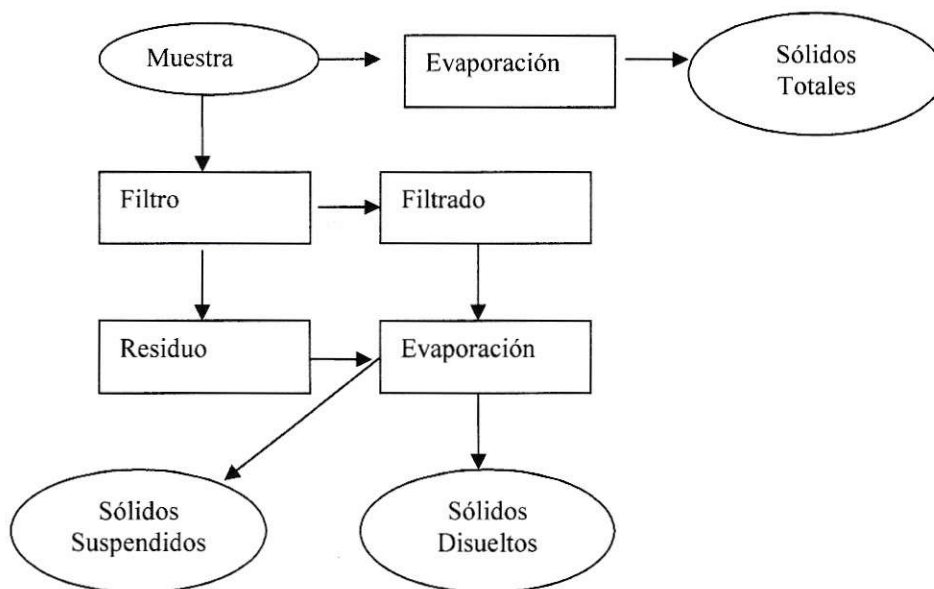 Muestra
Evaporación
Sólidos
Totales
Filtro
Filtrado
Residuo
Evaporación
Sólidos
Suspendidos
Sólidos
Disueltos